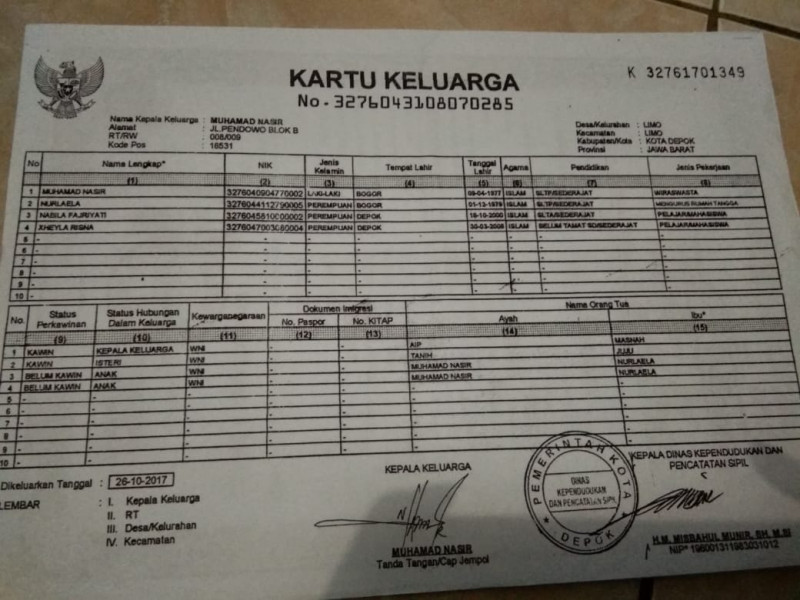 KARTU KELUARGA
No. 3276043108070285
K 32761701349
Nama Kepala Keluarga : MUHAMAD NASIR
Alamat : JL.PENDOWO BLOK B
RT/RW : 008/009
Kode Pos : 16531
Desa/Kelurahan : LIMO
Kecamatan : LIMO
Kabupaten/Kota : KOTA DEPOK
Provinsi : JAWA BARAT
No Nama Lengkap* NIK Jenis Kelamin Tempat Lahir Tanggal Lahir Agama Pendidikan Jenis Pekerjaan
(1) (2) (3) (4) (5) (6) (7) (8)
1 MUHAMAD NASIR 3276040904770002 LAKI-LAKI BOGOR 09-04-1977 ISLAM SLTP/SEDERAJAT WIRASWASTA
2 NURLAELA 3276044112790005 PEREMPUAN BOGOR 01-12-1979 ISLAM SLTP/SEDERAJAT MENGURUS RUMAH TANGGA
3 NABILA FAJRIYATI 3276045810000002 PEREMPUAN DEPOK 18-10-2000 ISLAM SLTA/SEDERAJAT PELAJAR/MAHASISWA
4 XHEYLA RISNA PEREMPUAN DEPOK ISLAM BELUM TAMAT SD/SEDERAJAT PELAJAR/MAHASISWA
5 - - - - - - - -
6 - - - - - - - -
7 - - - - - - - -
8 - - - - - - - -
9 - - - - - - - -
10 - - - - - - - -
No. Status Perkawinan Status Hubungan Dalam Keluarga Kewarganegaraan Dokumen Imigrasi Nama Orang Tua
No. Paspor No. KITAP Ayah Ibu*
(9) (10) (11) (12) (13) (14) (15)
1 KAWIN KEPALA KELUARGA WNI - - AIP MASNAH
2 KAWIN ISTERI WNI - - TANIH JUJU
3 BELUM KAWIN ANAK WNI - - MUHAMAD NASIR NURLAELA
4 BELUM KAWIN ANAK WNI - - MUHAMAD NASIR NURLAELA
5 - - - - - - -
6 - - - - - - -
7 - - - - - - -
8 - - - - - - -
9 - - - - - - -
10 - - - - - - -
Dikeluarkan Tanggal : 26-10-2017
LEMBAR : I. Kepala Keluarga
II. RT
III. Desa/Kelurahan
IV. Kecamatan
KEPALA KELUARGA
MUHAMAD NASIR
Tanda Tangan/Cap Jempol
PEMERINTAH KOTA
DINAS
KEPENDUDUKAN
DAN PENCATATAN SIPIL
DEPOK
KEPALA DINAS KEPENDUDUKAN DAN
PENCATATAN SIPIL
H.M. MISBAHUL MUNIR, SH, M.SI
NIP* 196001311983031012